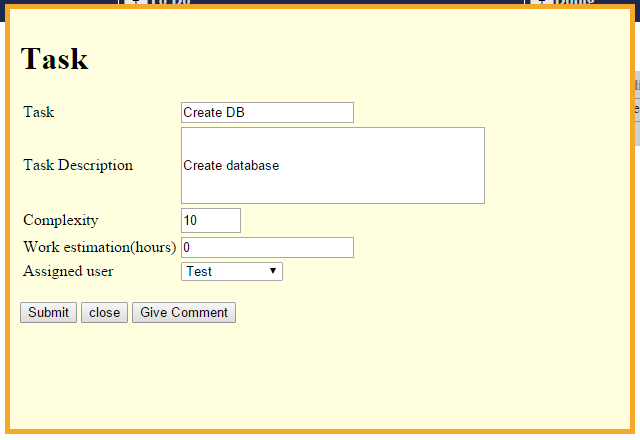 Task
Task Create DB
Task Description Create database
Complexity 10
Work estimation(hours) 0
Assigned user Test
Submit close Give Comment